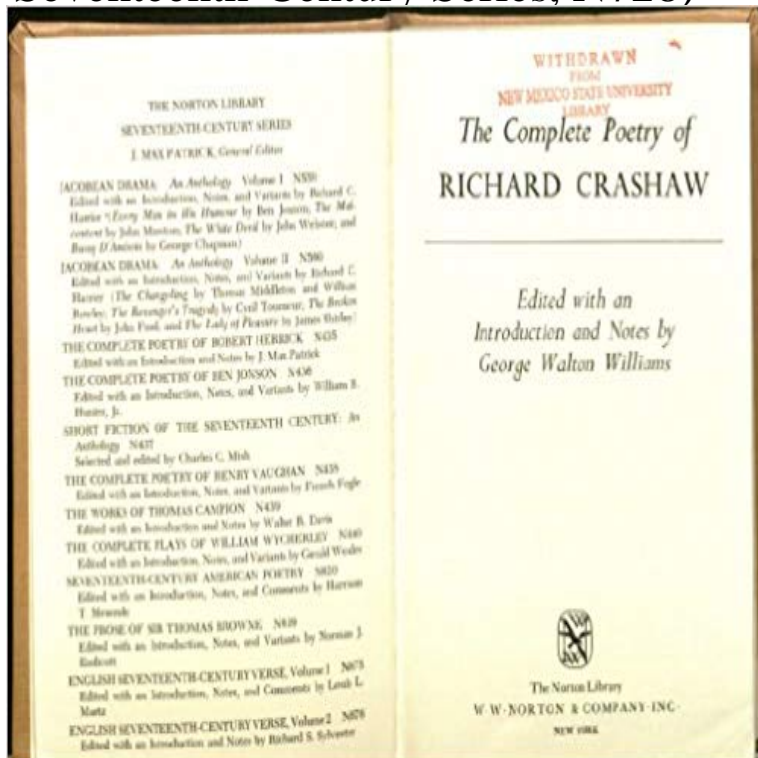 THE NORTON LIBRARY
SEVENTEENTH-CENTURY SERIES
J. MAX PATRICK, General Editor
JACOBEAN DRAMA: An Anthology Volume I N559
Edited with an Introduction, Notes, and Variants by Richard C.
Harrier (Every Man in His Humour by Ben Jonson, The Mal-
content by John Marston, The White Devil by John Webster, and
Bussy D'Ambois by George Chapman)
JACOBEAN DRAMA: An Anthology Volume II N560
Edited with an Introduction, Notes, and Variants by Richard C.
Harrier (The Changeling by Thomas Middleton and William
Rowley, The Revenger's Tragedy by Cyril Tourneur, The Broken
Heart by John Ford, and The Lady of Pleasure by James Shirley)
THE COMPLETE POETRY OF ROBERT HERRICK N435
Edited with an Introduction and Notes by J. Max Patrick
THE COMPLETE POETRY OF BEN JONSON N436
Edited with an Introduction, Notes, and Variants by William B.
Hunter, Jr.
SHORT FICTION OF THE SEVENTEENTH CENTURY: An
Anthology N437
Selected and edited by Charles C. Mish
THE COMPLETE POETRY OF HENRY VAUGHAN N438
Edited with an Introduction, Notes, and Variants by French Fogle
THE WORKS OF THOMAS CAMPION N439
Edited with an Introduction and Notes by Walter R. Davis
THE COMPLETE PLAYS OF WILLIAM WYCHERLEY N440
Edited with an Introduction, Notes, and Variants by Gerald Weales
SEVENTEENTH-CENTURY AMERICAN POETRY N620
Edited with an Introduction, Notes, and Comments by Harrison
T. Meserole
THE PROSE OF SIR THOMAS BROWNE N619
Edited with an Introduction, Notes, and Variants by Norman J.
Endicott
ENGLISH SEVENTEENTH-CENTURY VERSE, Volume 1 N675
Edited with an Introduction, Notes, and Comments by Louis L.
Martz
ENGLISH SEVENTEENTH-CENTURY VERSE, Volume 2 N676
Edited with an Introduction and Notes by Richard S. Sylvester
WITHDRAWN
FROM
NEW MEXICO STATE UNIVERSITY
LIBRARY
The Complete Poetry of
RICHARD CRASHAW
Edited with an
Introduction and Notes by
George Walton Williams
The Norton Library
W·W·NORTON & COMPANY·INC·
NEW YORK